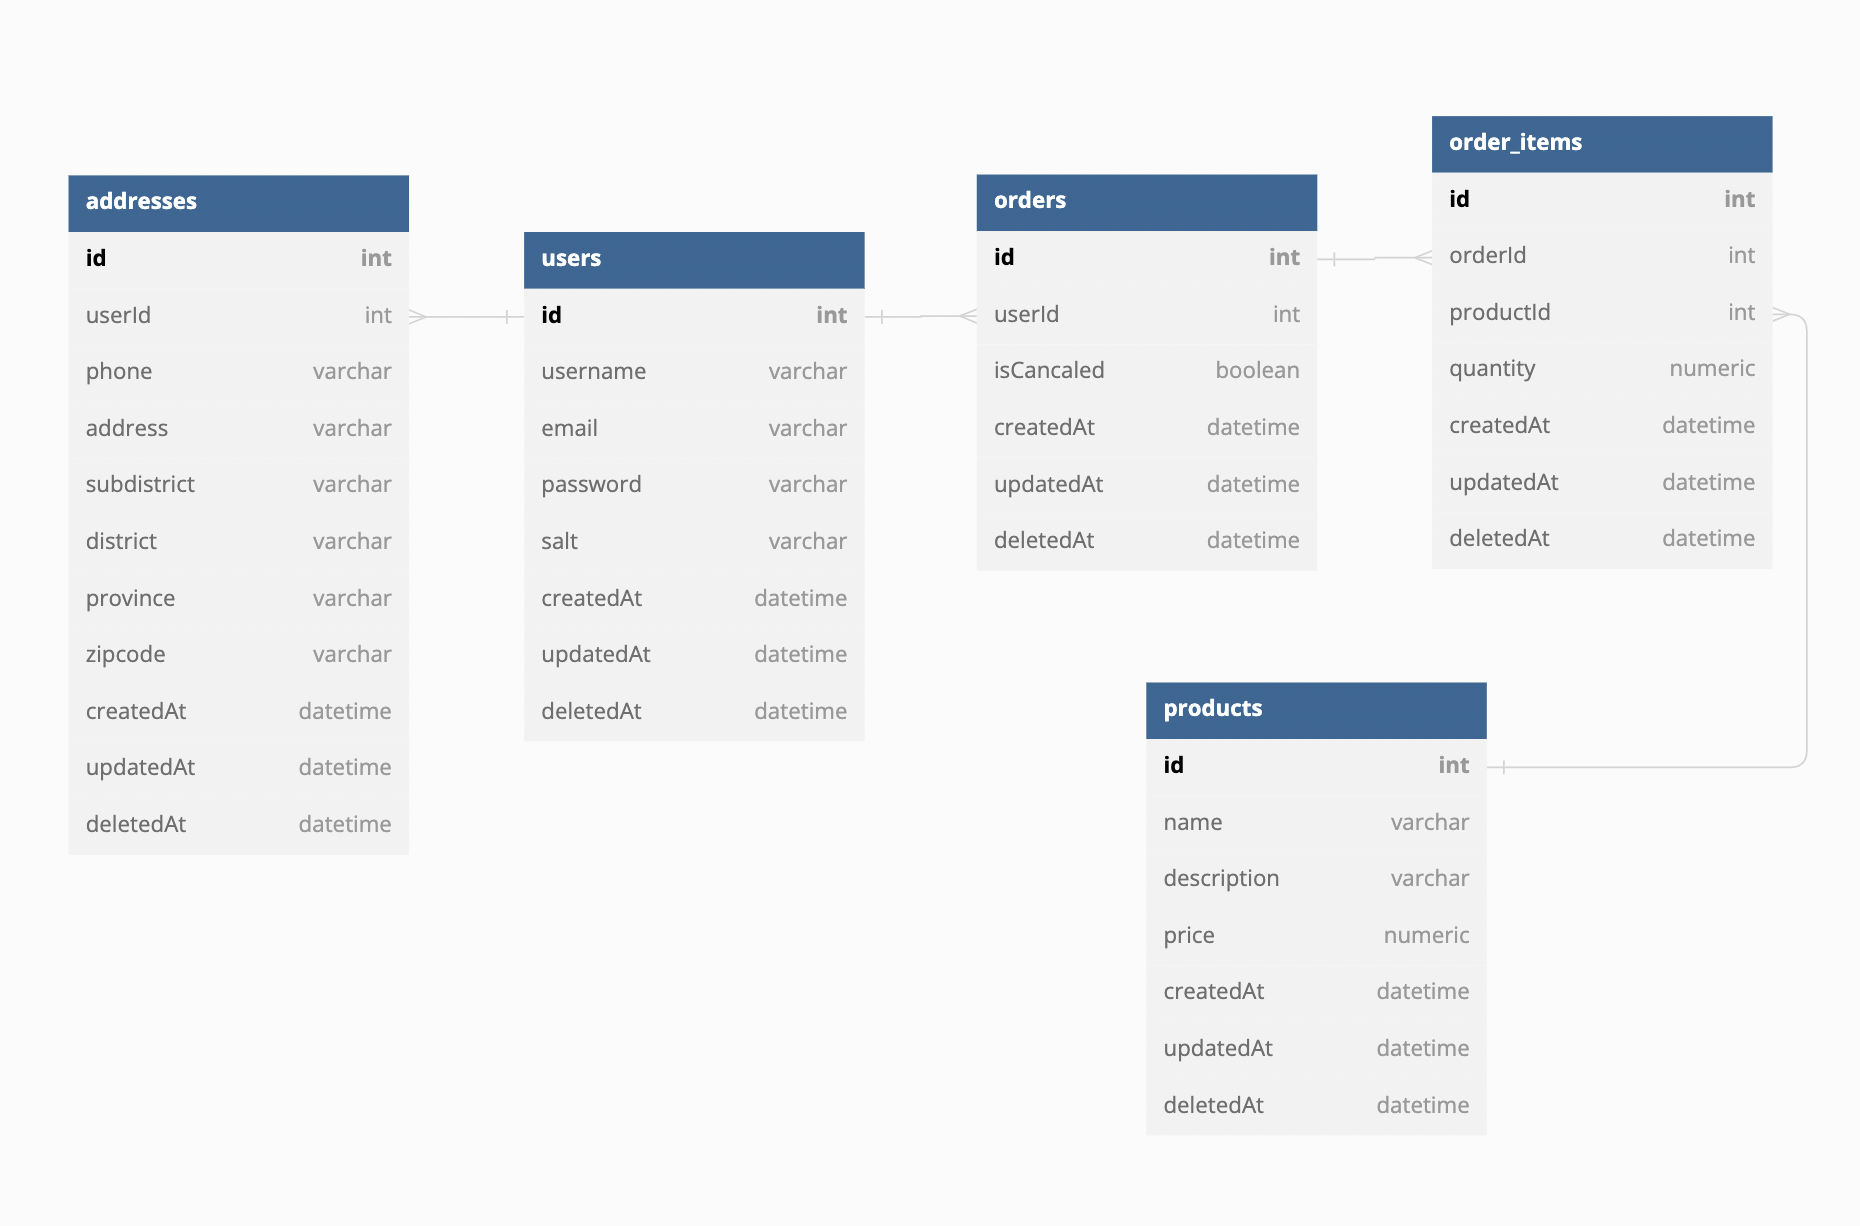 addresses
id int
userId int
phone varchar
address varchar
subdistrict varchar
district varchar
province varchar
zipcode varchar
createdAt datetime
updatedAt datetime
deletedAt datetime
users
id int
username varchar
email varchar
password varchar
salt varchar
createdAt datetime
updatedAt datetime
deletedAt datetime
orders
id int
userId int
isCancaled boolean
createdAt datetime
updatedAt datetime
deletedAt datetime
order_items
id int
orderId int
productId int
quantity numeric
createdAt datetime
updatedAt datetime
deletedAt datetime
products
id int
name varchar
description varchar
price numeric
createdAt datetime
updatedAt datetime
deletedAt datetime